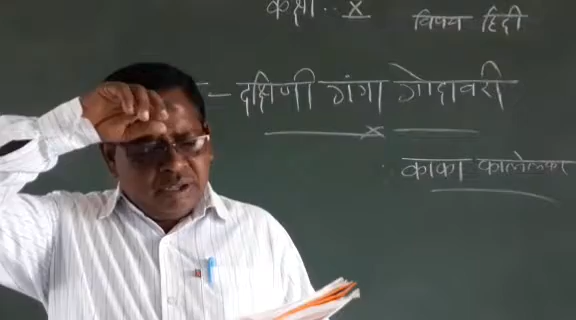 कक्षा.. X
विषय हिंदी
– दक्षिणी गंगा गोदावरी
X
काका कालेलकर